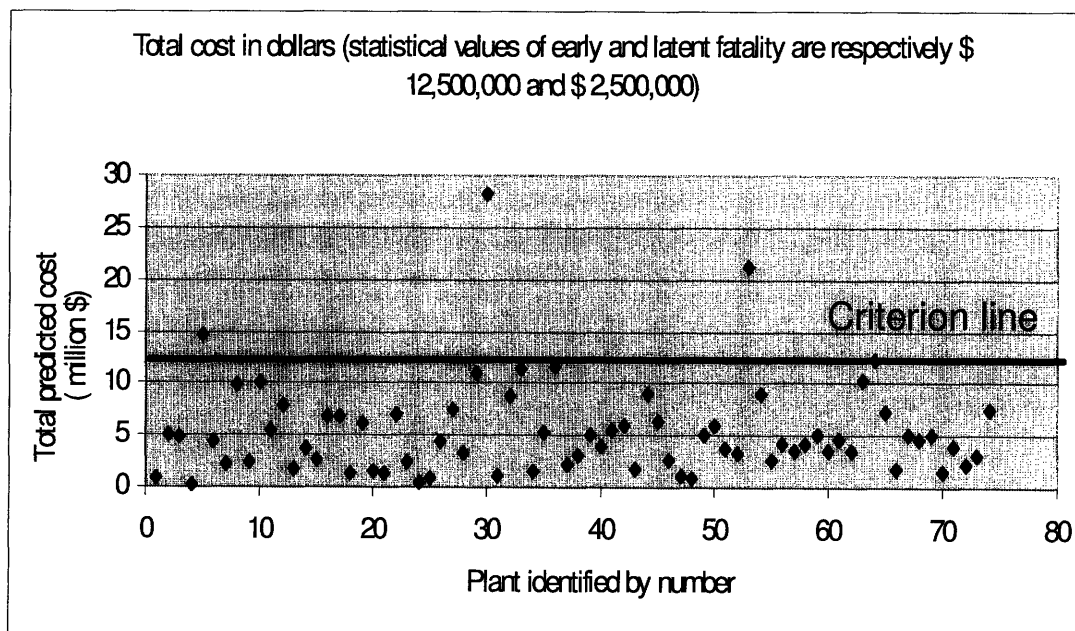 Total cost in dollars (statistical values of early and latent fatality are respectively $
12,500,000 and $ 2,500,000)
30
25
20
15
10
5
0
Total predicted cost
( million $)
Criterion line
0 10 20 30 40 50 60 70 80
Plant identified by number